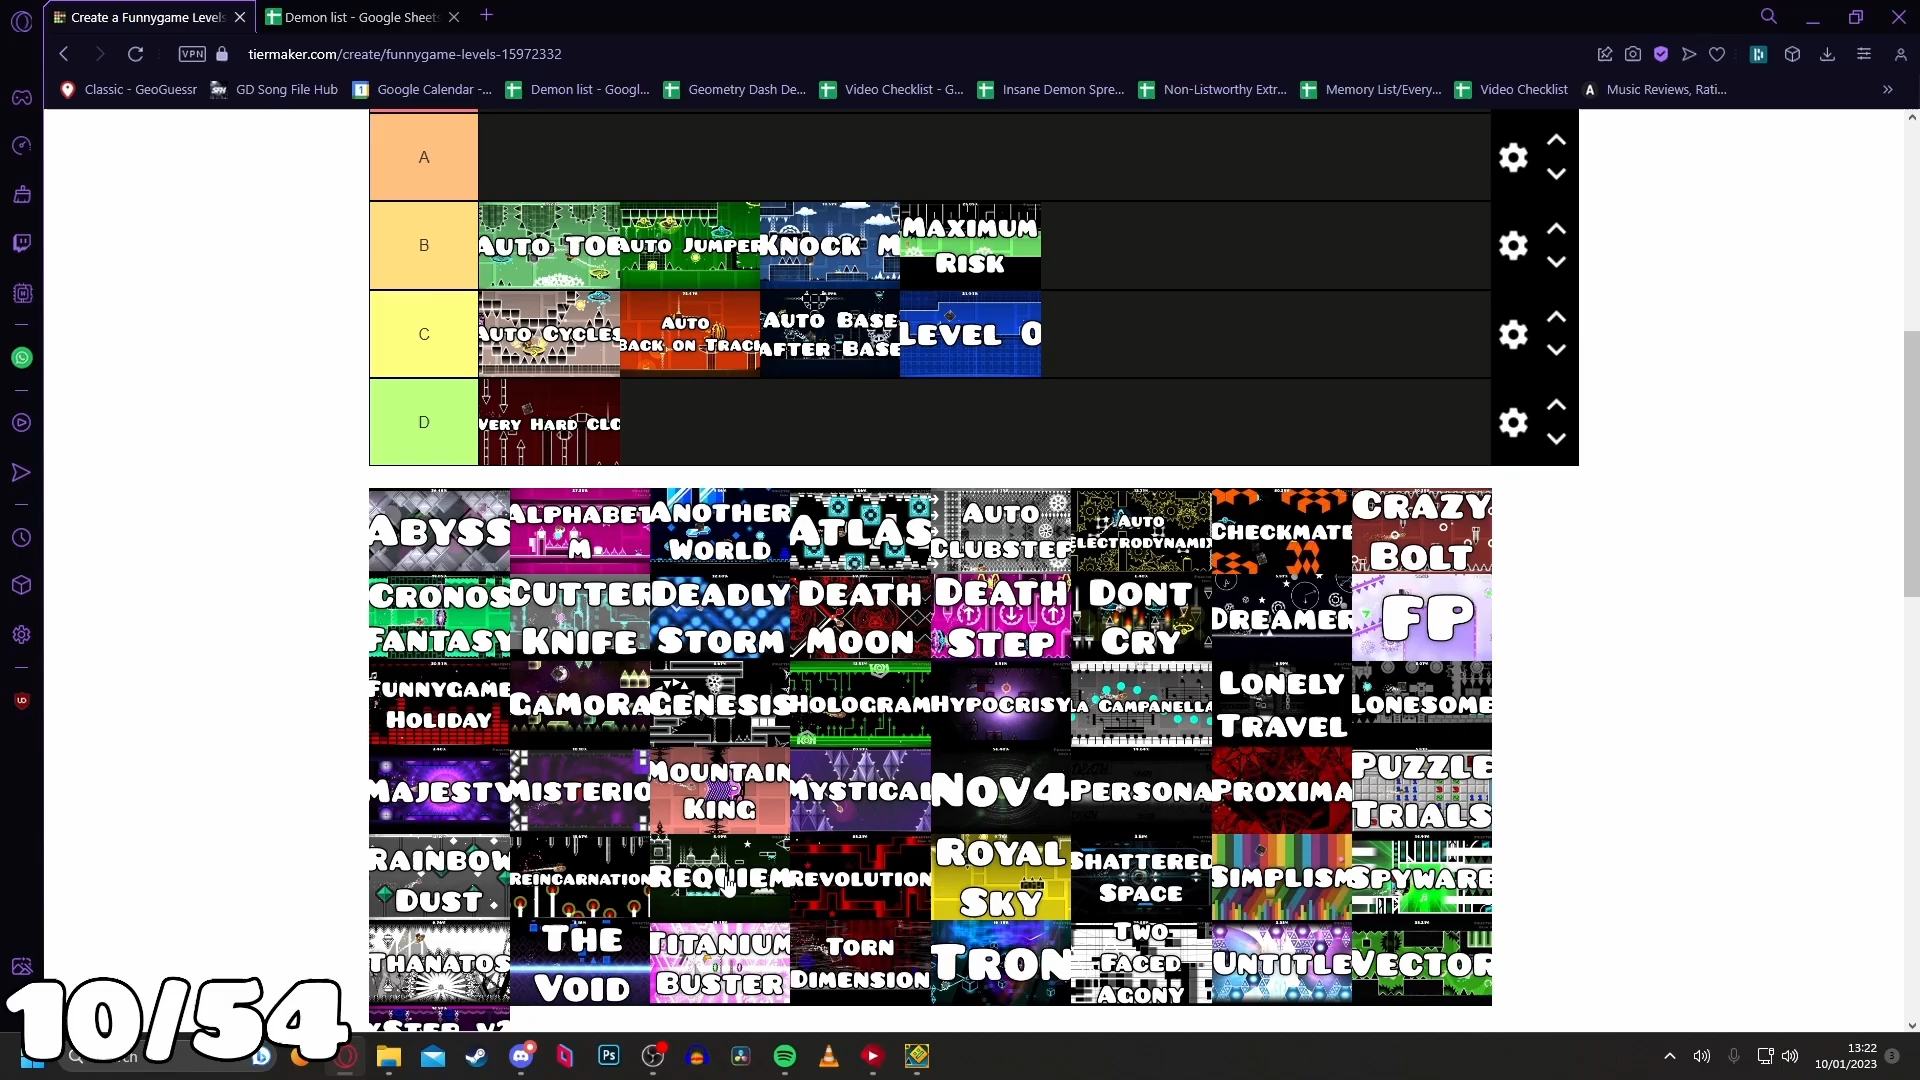 Create a Funnygame Levels
Demon list - Google Sheets
VPN
tiermaker.com/create/funnygame-levels-15972332
Classic - GeoGuessr
GD Song File Hub
Google Calendar -...
Demon list - Googl...
Geometry Dash De...
Video Checklist - G...
Insane Demon Spre...
Non-Listworthy Extr...
Memory List/Every...
Video Checklist
Music Reviews, Rati...
A
B
AUTO TOE
AUTO JUMPER
KNOCK M
MAXIMUM
RISK
C
AUTO CYCLES
AUTO
BACK ON TRACK
AUTO BASE
AFTER BASE
LEVEL 0
D
VERY HARD CLO
ABYSS
ALPHABET
M
ANOTHER
WORLD
ATLAS
AUTO
CLUBSTEP
AUTO
ELECTRODYNAMIX
CHECKMATE
CRAZY
BOLT
CRONOS
FANTASY
CUTTER
KNIFE
DEADLY
STORM
DEATH
MOON
DEATH
STEP
DONT
CRY
DREAMER
FP
FUNNYGAME
HOLIDAY
GAMORA
GENESIS
HOLOGRAM
HYPOCRISY
LA CAMPANELLA
LONELY
TRAVEL
LONESOME
MAJESTY
MISTERIO
MOUNTAIN
KING
MYSTICAL
NOV4
PERSONA
PROXIMA
PUZZLE
TRIALS
RAINBOW
DUST
REINCARNATION
REQUIEM
REVOLUTION
ROYAL
SKY
SHATTERED
SPACE
SIMPLISM
SPYWARE
THANATOS
THE
VOID
TITANIUM
BUSTER
TORN
DIMENSION
TRON
TWO
FACED
AGONY
UNTITLE
VECTOR
10/54
13:22
10/01/2023